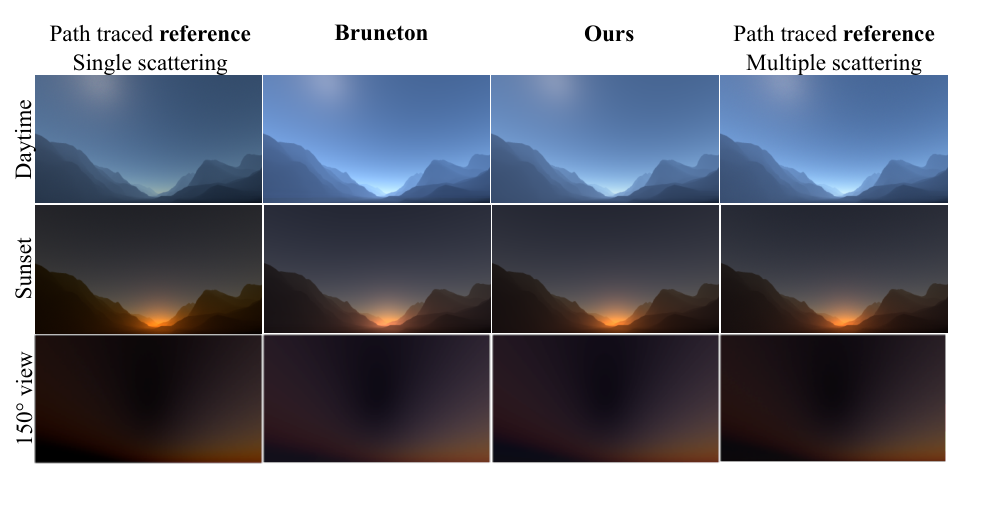 Path traced reference
Single scattering
Bruneton
Ours
Path traced reference
Multiple scattering
Daytime
Sunset
150° view